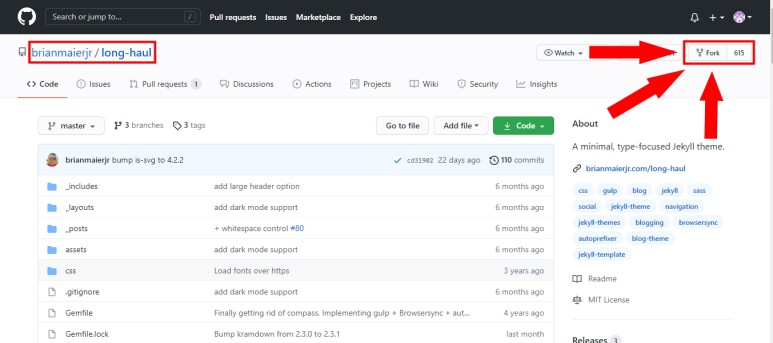 Search or jump to... / Pull requests Issues Marketplace Explore
brianmaierjr / long-haul Watch Fork 615
Code Issues Pull requests 1 Discussions Actions Projects Wiki Security Insights
master 3 branches 3 tags Go to file Add file Code
brianmaierjr bump is-svg to 4.2.2 cd31902 22 days ago 110 commits
_includes add large header option 6 months ago
_layouts add dark mode support 6 months ago
_posts + whitespace control #80 6 months ago
assets add dark mode support 6 months ago
css Load fonts over https 3 years ago
.gitignore add dark mode support 6 months ago
Gemfile Finally getting rid of compass. Implementing gulp + Browsersync + aut... 4 years ago
Gemfile.lock Bump kramdown from 2.3.0 to 2.3.1 last month
About
A minimal, type-focused Jekyll theme.
brianmaierjr.com/long-haul
css gulp blog jekyll sass
social jekyll-theme navigation
jekyll-themes blogging browsersync
autoprefixer blog-theme
jekyll-template
Readme
MIT License
Releases 3